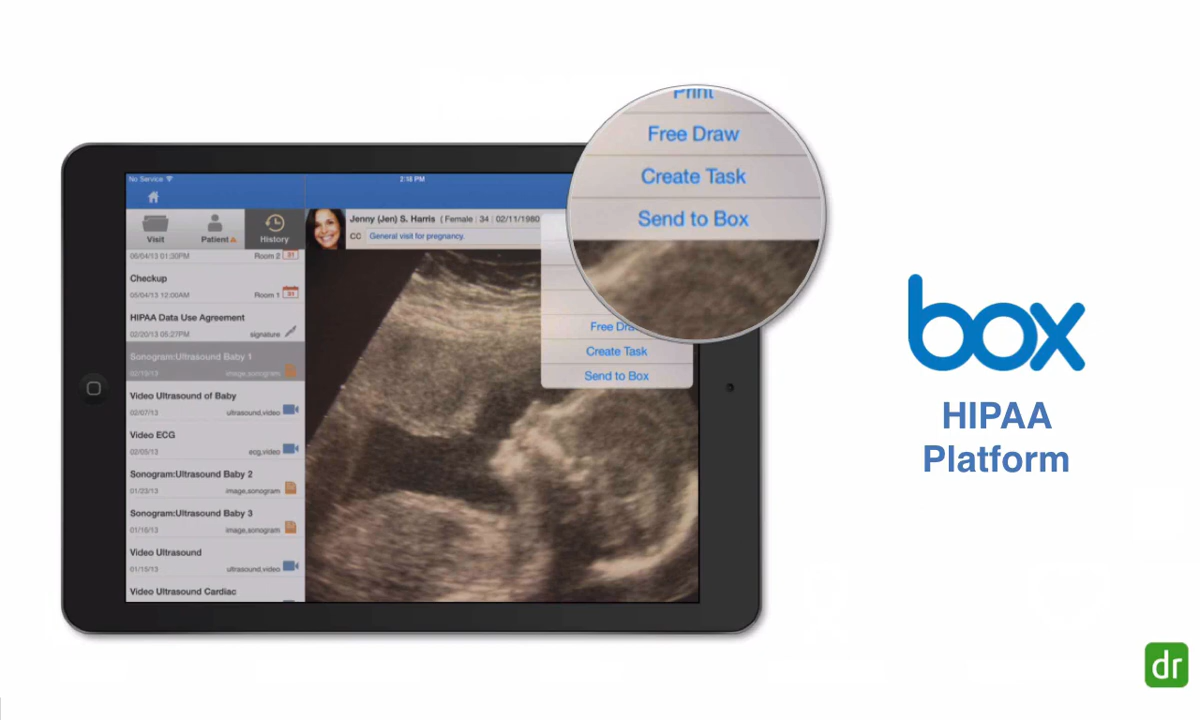 Print
Free Draw
Create Task
Send to Box
No Service
2:18 PM
Visit
Patient
History
Jenny (Jen) S. Harris ( Female | 34 | 02/11/1980
CC General visit for pregnancy.
06/04/13 01:30PM Room 2 31
Checkup
05/04/13 12:00AM Room 1 31
HIPAA Data Use Agreement
02/20/13 05:27PM signature
Sonogram:Ultrasound Baby 1
02/19/13 image,sonogram
Video Ultrasound of Baby
02/07/13 ultrasound,video
Video ECG
02/05/13 ecg,video
Sonogram:Ultrasound Baby 2
01/23/13 image,sonogram
Sonogram:Ultrasound Baby 3
01/16/13 image,sonogram
Video Ultrasound
01/15/13 ultrasound,video
Video Ultrasound Cardiac
Free Dra
Create Task
Send to Box
box
HIPAA
Platform
dr